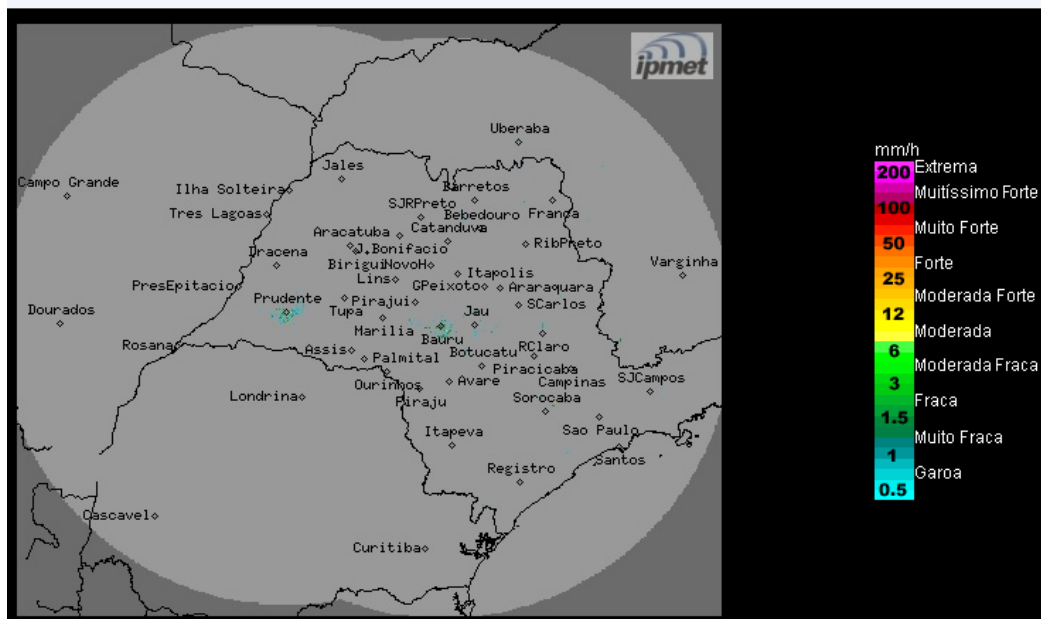 ipmet
Uberaba
Jales
Campo Grande
Ilha Solteira
Barretos
SJRPreto
Tres Lagoas
Bebedouro
Franca
Catanduva
Aracatuba
J.Bonifacio
RibPreto
Dracena
Birigui
NovoH
Itapolis
Varginha
Lins
GPeixoto
Araraquara
PresEpitacio
Prudente
Tupa
Pirajui
SCarlos
Dourados
Jau
Marilia
Bauru
Rosana
Assis
Palmital
Botucatu
RClaro
Piracicaba
Ourinhos
Avare
Campinas
SJCampos
Londrina
Piraju
Sorocaba
Itapeva
Sao Paulo
Santos
Registro
Cascavel
Curitiba
mm/h
200 Extrema
Muitíssimo Forte
100
Muito Forte
50
Forte
25
Moderada Forte
12
Moderada
6
Moderada Fraca
3
Fraca
1.5
Muito Fraca
1
Garoa
0.5